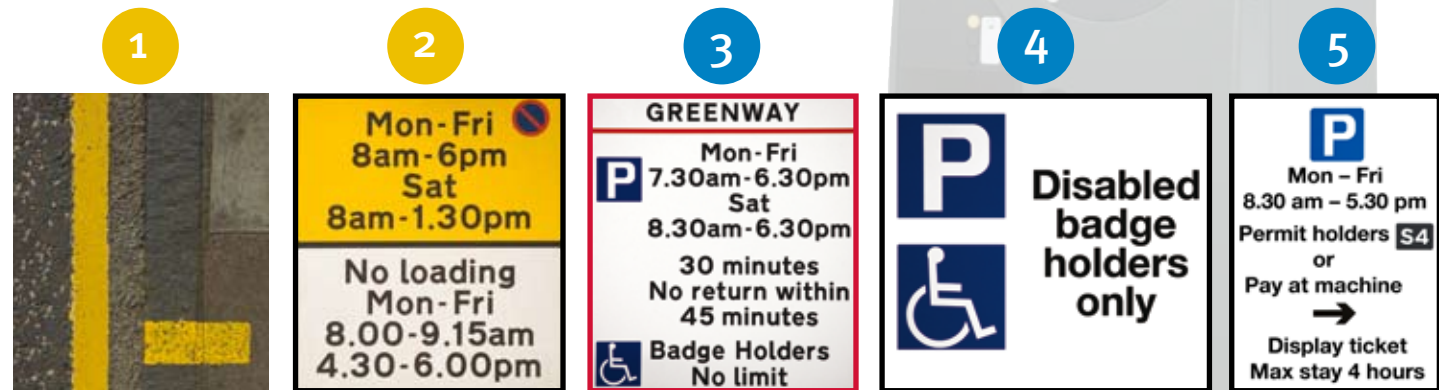 1
2
3
4
5
Mon-Fri
8am-6pm
Sat
8am-1.30pm
No loading
Mon-Fri
8.00-9.15am
4.30-6.00pm
GREENWAY
P
Mon-Fri
7.30am-6.30pm
Sat
8.30am-6.30pm
30 minutes
No return within
45 minutes
Badge Holders
No limit
P
Disabled
badge
holders
only
P
Mon – Fri
8.30 am – 5.30 pm
Permit holders S4
or
Pay at machine
Display ticket
Max stay 4 hours